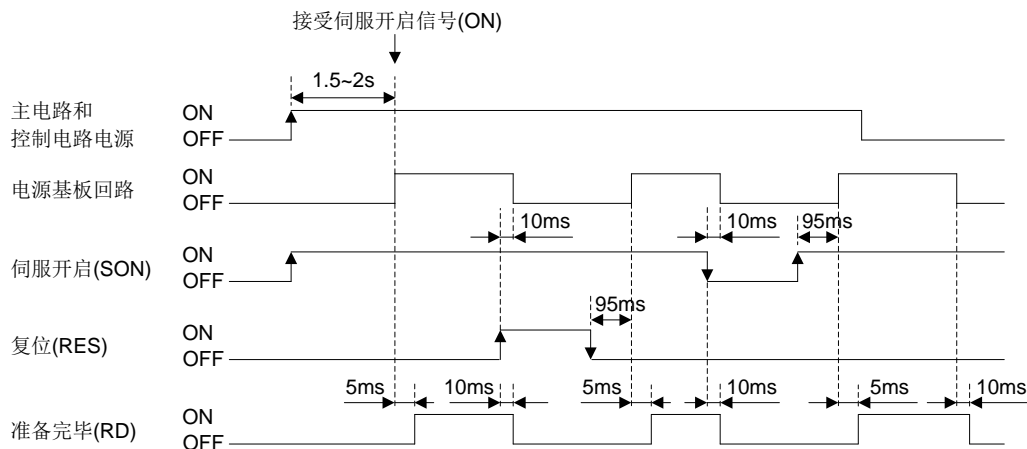 接受伺服开启信号(ON)
1.5~2s
主电路和
控制电路电源
ON
OFF
电源基板回路
ON
OFF
10ms
10ms
95ms
伺服开启(SON)
ON
OFF
95ms
复位(RES)
ON
OFF
5ms
10ms
5ms
10ms
5ms
10ms
准备完毕(RD)
ON
OFF